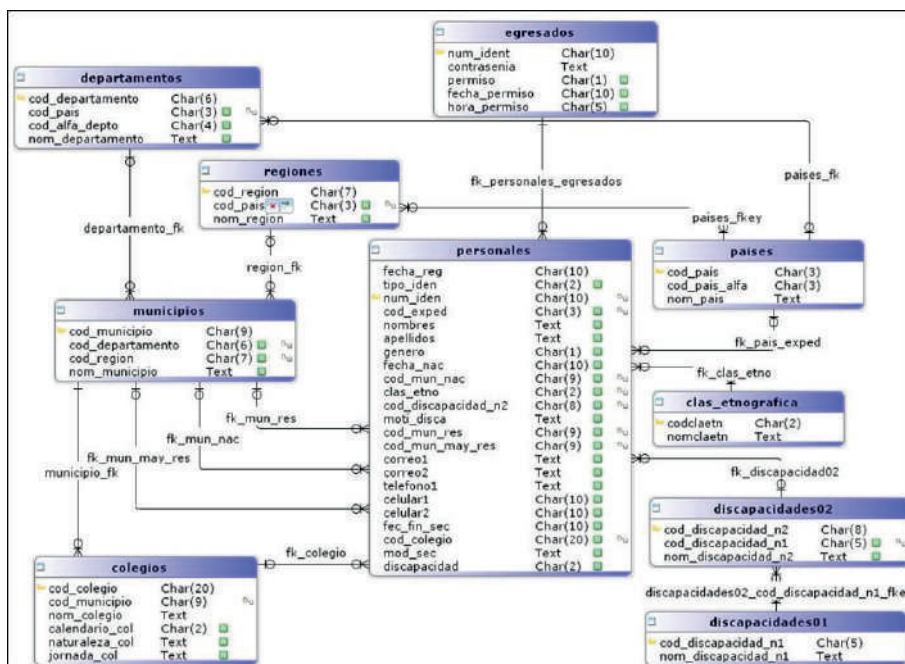 egresados
num_ident Char(10)
contrasenia Text
permiso Char(1)
fecha_permiso Char(10)
hora_permiso Char(5)
departamentos
cod_departamento Char(6)
cod_pais Char(3)
cod_alfa_depto Char(4)
nom_departamento Text
regiones
cod_region Char(7)
cod_pais Char(3)
nom_region Text
fk_personales_egresados
paises_fk
paises_fkey
departamento_fk
region_fk
personales
fecha_reg Char(10)
tipo_iden Char(2)
num_iden Char(10)
cod_exped Char(3)
nombres Text
apellidos Text
genero Char(1)
fecha_nac Char(10)
cod_mun_nac Char(9)
clas_etno Char(2)
cod_discapacidad_n2 Char(8)
moti_disca Text
cod_mun_res Char(9)
cod_mun_may_res Char(9)
correo1 Text
correo2 Text
telefono1 Text
celular1 Char(10)
celular2 Char(10)
fec_fin_sec Char(10)
cod_colegio Char(20)
mod_sec Text
discapacidad Char(2)
paises
cod_pais Char(3)
cod_pais_alfa Char(3)
nom_pais Text
municipios
cod_municipio Char(9)
cod_departamento Char(6)
cod_region Char(7)
nom_municipio Text
fk_pais_exped
fk_clas_etno
clas_etnografica
codclaetn Char(2)
nomclaetn Text
fk_mun_res
fk_mun_nac
fk_mun_may_res
municipio_fk
fk_discapacidad02
discapacidades02
cod_discapacidad_n2 Char(8)
cod_discapacidad_n1 Char(5)
nom_discapacidad_n2 Text
fk_colegio
colegios
cod_colegio Char(20)
cod_municipio Char(9)
nom_colegio Text
calendario_col Char(2)
naturaleza_col Text
jornada_col Text
discapacidades02_cod_discapacidad_n1_fke
discapacidades01
cod_discapacidad_n1 Char(5)
nom_discapacidad_n1 Text